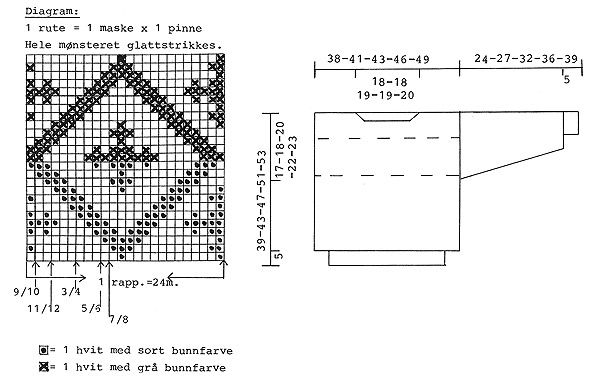 Diagram:
1 rute = 1 maske x 1 pinne
Hele mønsteret glattstrikkes.
38-41-43-46-49
24-27-32-36-39
5
18-18
19-19-20
17-18-20
-22-23
39-43-47-51-53
5
1 rapp.=24m.
9/10
3/4
11/12
5/6
7/8
= 1 hvit med sort bunnfarve
= 1 hvit med grå bunnfarve